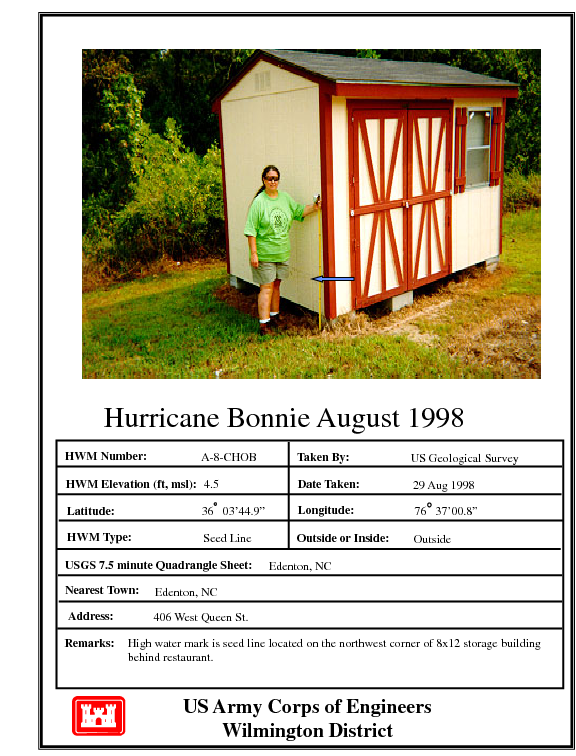 Hurricane Bonnie August 1998
HWM Number: A-8-CHOB Taken By: US Geological Survey
HWM Elevation (ft, msl): 4.5 Date Taken: 29 Aug 1998
Latitude: 36° 03’44.9” Longitude: 76° 37’00.8”
HWM Type: Seed Line Outside or Inside: Outside
USGS 7.5 minute Quadrangle Sheet: Edenton, NC
Nearest Town: Edenton, NC
Address: 406 West Queen St.
Remarks: High water mark is seed line located on the northwest corner of 8x12 storage building
behind restaurant.
US Army Corps of Engineers
Wilmington District